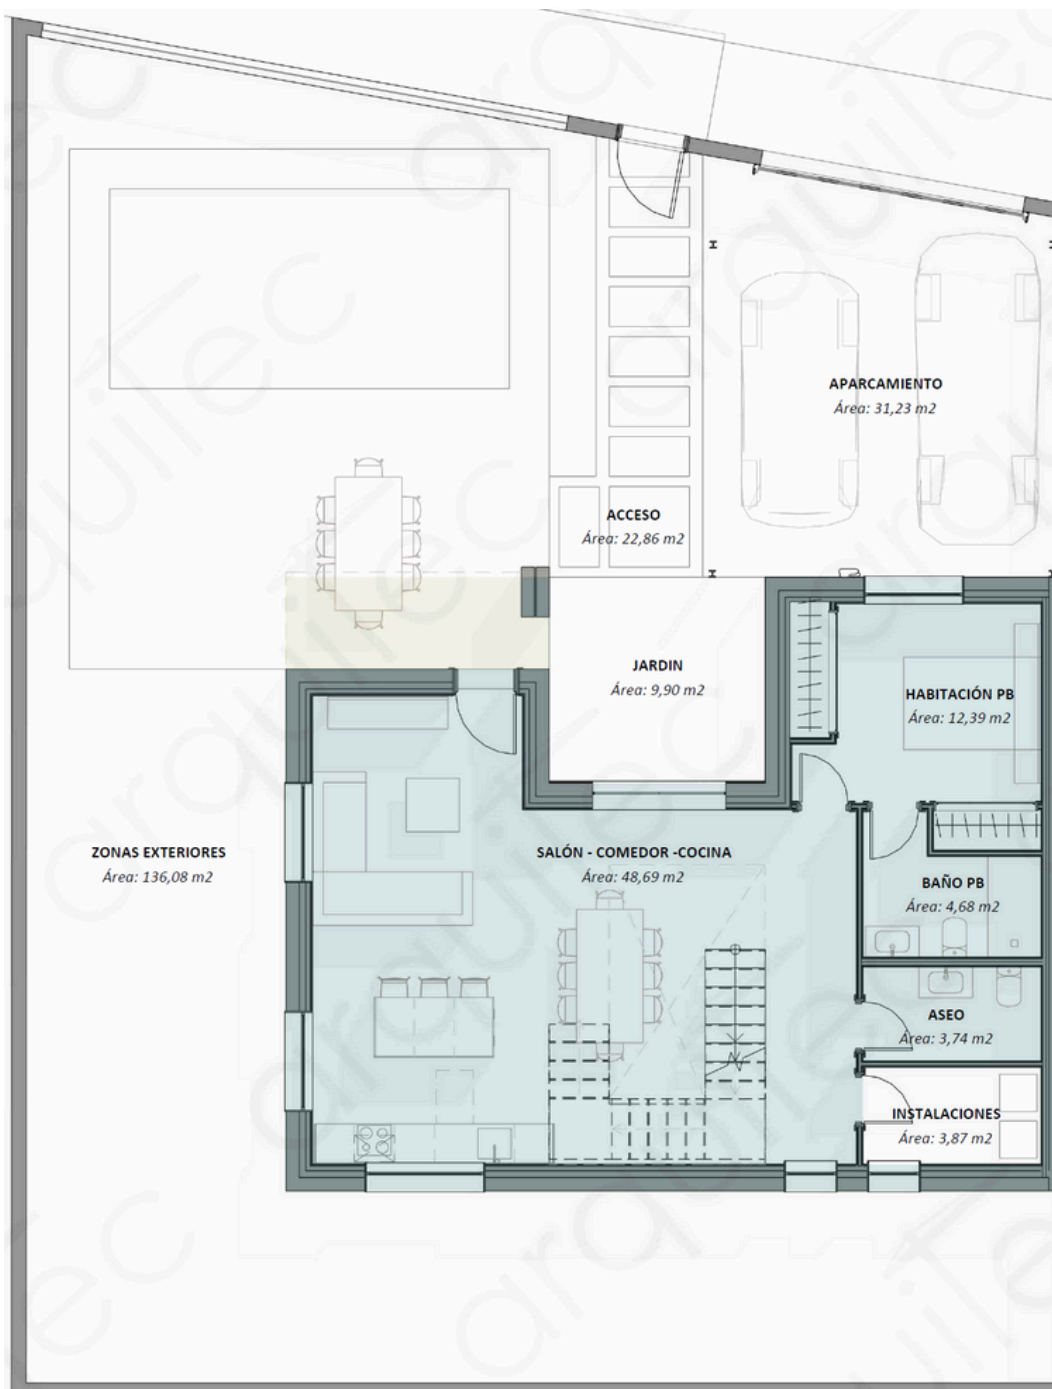 APARCAMIENTO
Área: 31,23 m2
ACCESO
Área: 22,86 m2
JARDIN
Área: 9,90 m2
HABITACIÓN PB
Área: 12,39 m2
ZONAS EXTERIORES
Área: 136,08 m2
SALÓN - COMEDOR -COCINA
Área: 48,69 m2
BAÑO PB
Área: 4,68 m2
ASEO
Área: 3,74 m2
INSTALACIONES
Área: 3,87 m2
arquiTec